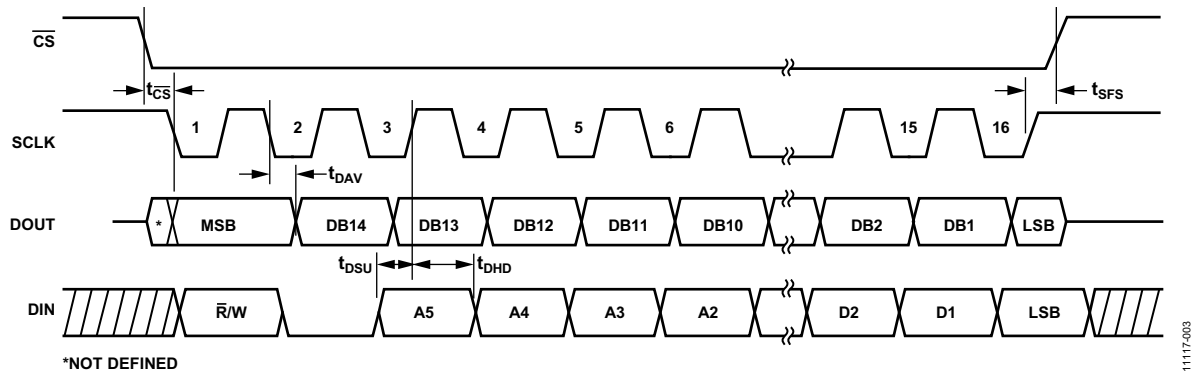 CS
tCS
tSFS
SCLK
1 2 3 4 5 6 15 16
tDAV
DOUT
* MSB DB14 DB13 DB12 DB11 DB10 DB2 DB1 LSB
tDSU tDHD
DIN
R/W A5 A4 A3 A2 D2 D1 LSB
*NOT DEFINED
11117-003